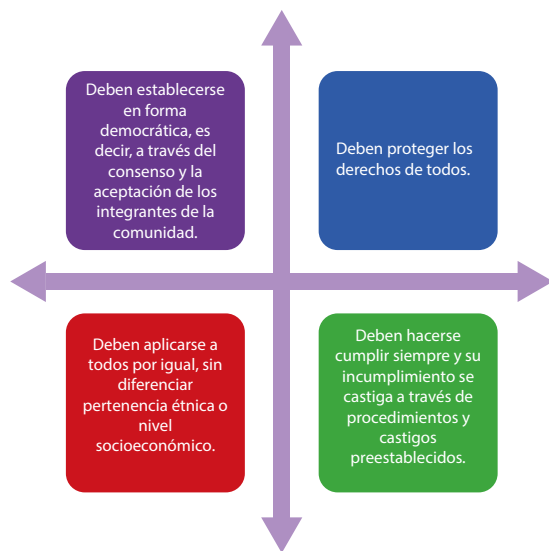 Deben establecerse
en forma
democrática, es
decir, a través del
consenso y la
aceptación de los
integrantes de la
comunidad.
Deben proteger los
derechos de todos.
Deben aplicarse a
todos por igual, sin
diferenciar
pertenencia étnica o
nivel
socioeconómico.
Deben hacerse
cumplir siempre y su
incumplimiento se
castiga a través de
procedimientos y
castigos
preestablecidos.